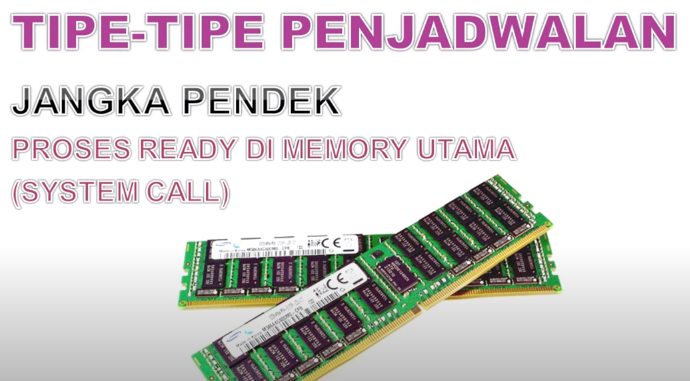 TIPE-TIPE PENJADWALAN
JANGKA PENDEK
PROSES READY DI MEMORY UTAMA
(SYSTEM CALL)